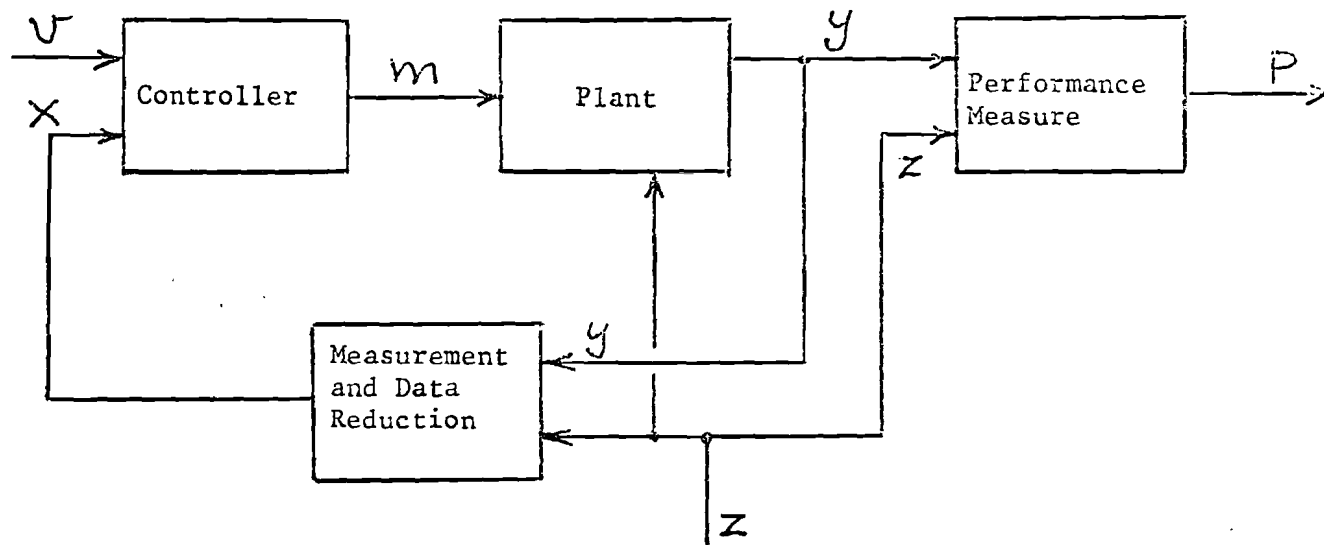 v
x
Controller
m
Plant
y
Performance
Measure
P
z
y
Measurement
and Data
Reduction
z